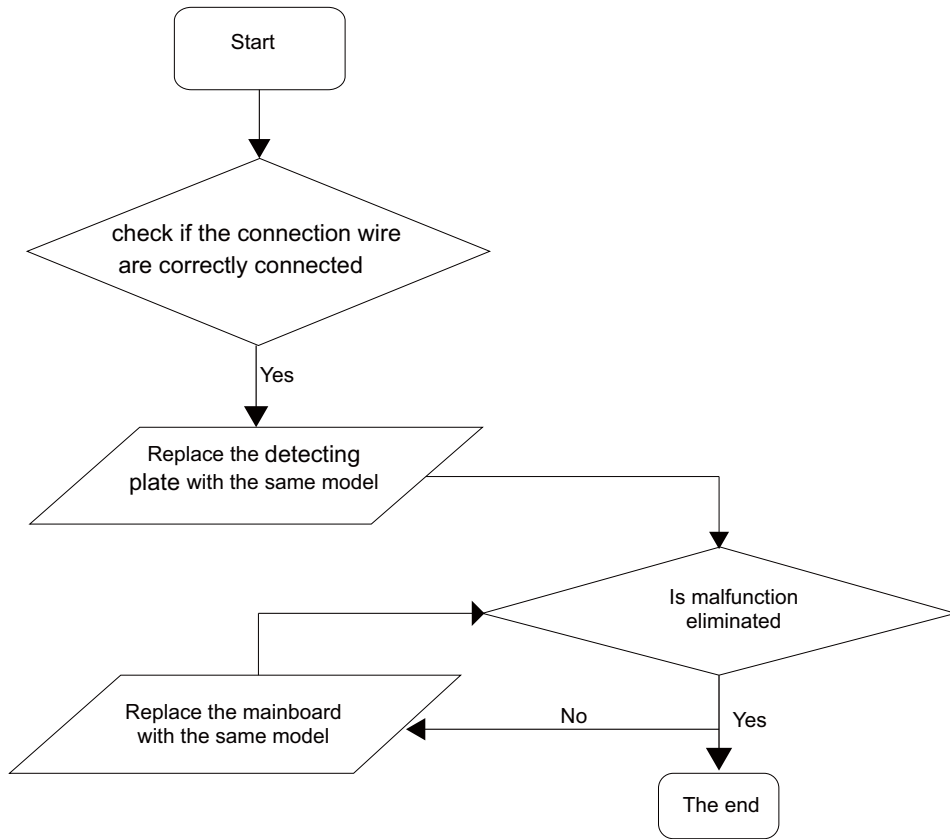 Start
check if the connection wire
are correctly connected
Yes
Replace the detecting
plate with the same model
Is malfunction
eliminated
Replace the mainboard
with the same model
No
Yes
The end